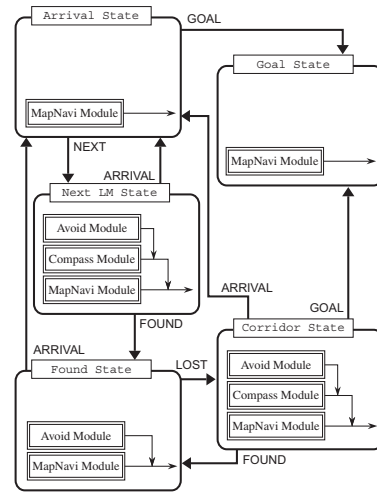 Arrival State
GOAL
Goal State
MapNavi Module
NEXT
ARRIVAL
MapNavi Module
Next LM State
Avoid Module
Compass Module
MapNavi Module
ARRIVAL
GOAL
FOUND
Corridor State
ARRIVAL
LOST
Found State
Avoid Module
Compass Module
MapNavi Module
Avoid Module
MapNavi Module
FOUND